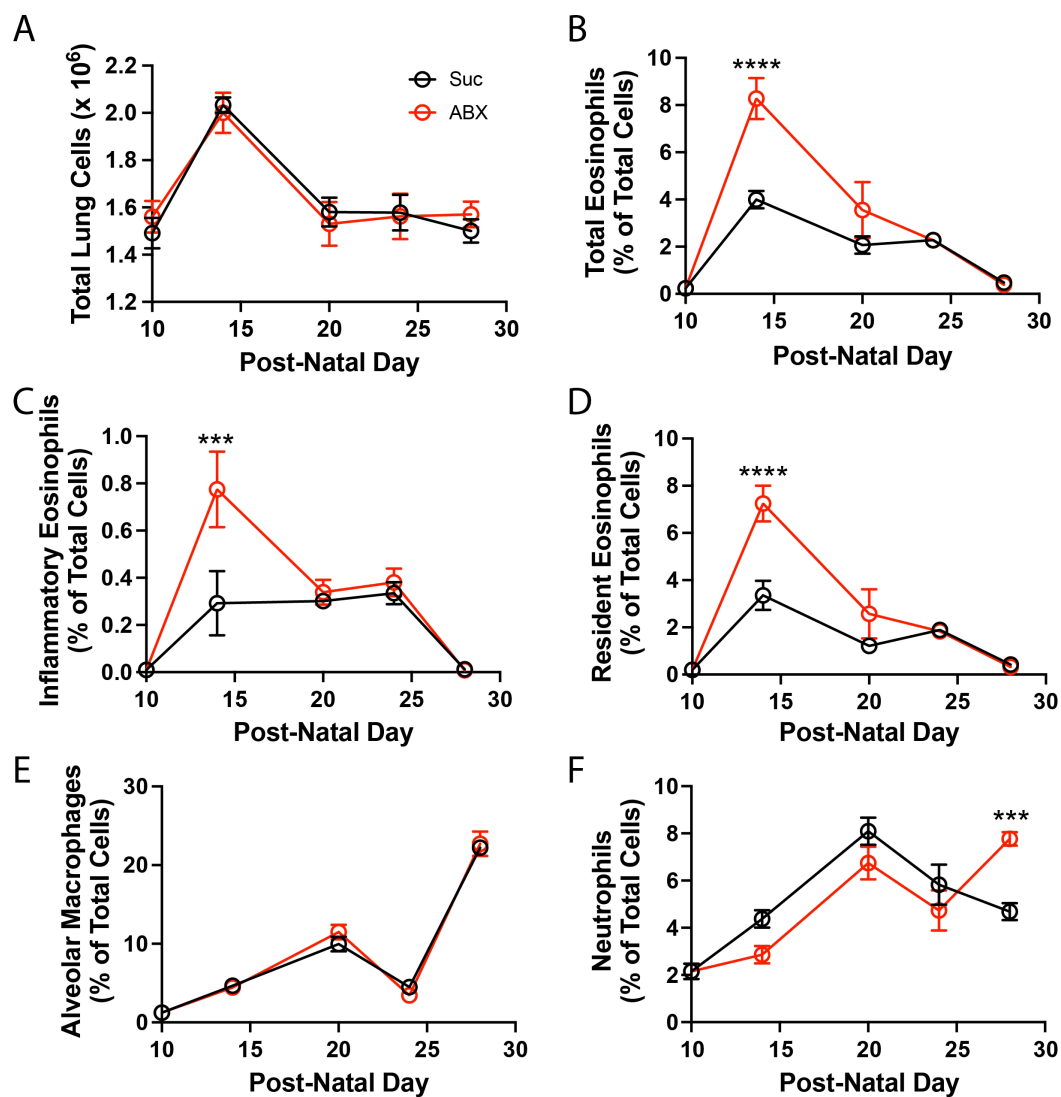 A
Total Lung Cells (x 10⁶)
2.2
2.0
1.8
1.6
1.4
1.2
10 15 20 25 30
Post-Natal Day
Suc
ABX
B
Total Eosinophils
(% of Total Cells)
10
8
6
4
2
0
****
10 15 20 25 30
Post-Natal Day
C
Inflammatory Eosinophils
(% of Total Cells)
1.0
0.8
0.6
0.4
0.2
0.0
***
10 15 20 25 30
Post-Natal Day
D
Resident Eosinophils
(% of Total Cells)
10
8
6
4
2
0
****
10 15 20 25 30
Post-Natal Day
E
Alveolar Macrophages
(% of Total Cells)
30
20
10
0
10 15 20 25 30
Post-Natal Day
F
Neutrophils
(% of Total Cells)
10
8
6
4
2
0
***
10 15 20 25 30
Post-Natal Day